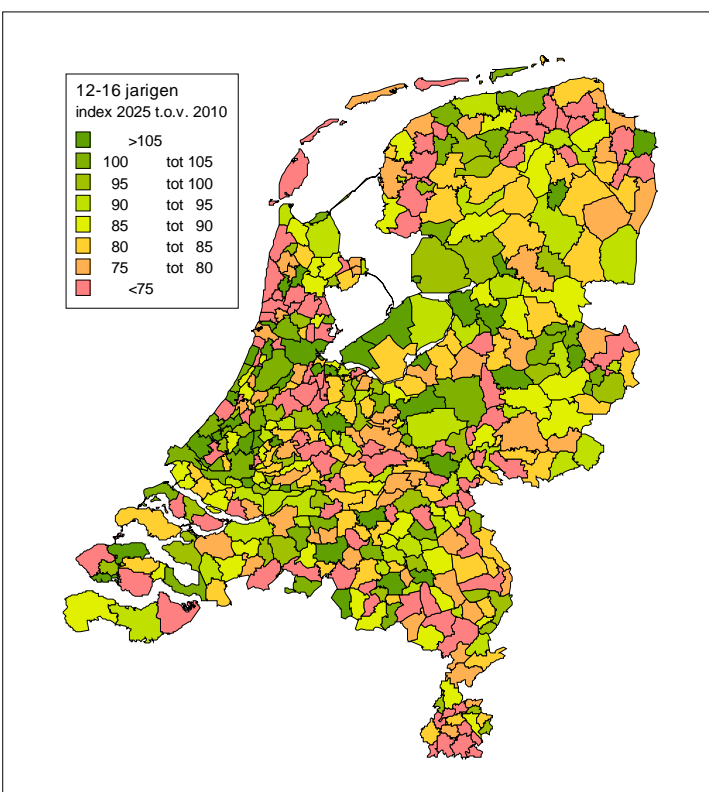 12-16 jarigen
index 2025 t.o.v. 2010
>105
100 tot 105
95 tot 100
90 tot 95
85 tot 90
80 tot 85
75 tot 80
<75